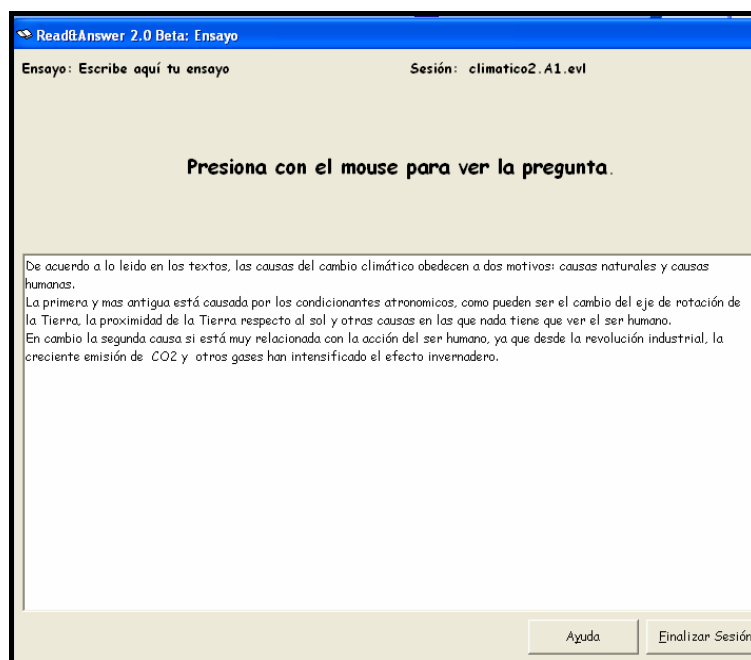 Read&Answer 2.0 Beta: Ensayo
Ensayo: Escribe aquí tu ensayo Sesión: climatico2.A1.evl
Presiona con el mouse para ver la pregunta.
De acuerdo a lo leido en los textos, las causas del cambio climático obedecen a dos motivos: causas naturales y causas
humanas.
La primera y mas antigua está causada por los condicionantes atronomicos, como pueden ser el cambio del eje de rotación de
la Tierra, la proximidad de la Tierra respecto al sol y otras causas en las que nada tiene que ver el ser humano.
En cambio la segunda causa si está muy relacionada con la acción del ser humano, ya que desde la revolución industrial, la
creciente emisión de CO2 y otros gases han intensificado el efecto invernadero.
Ayuda Finalizar Sesión